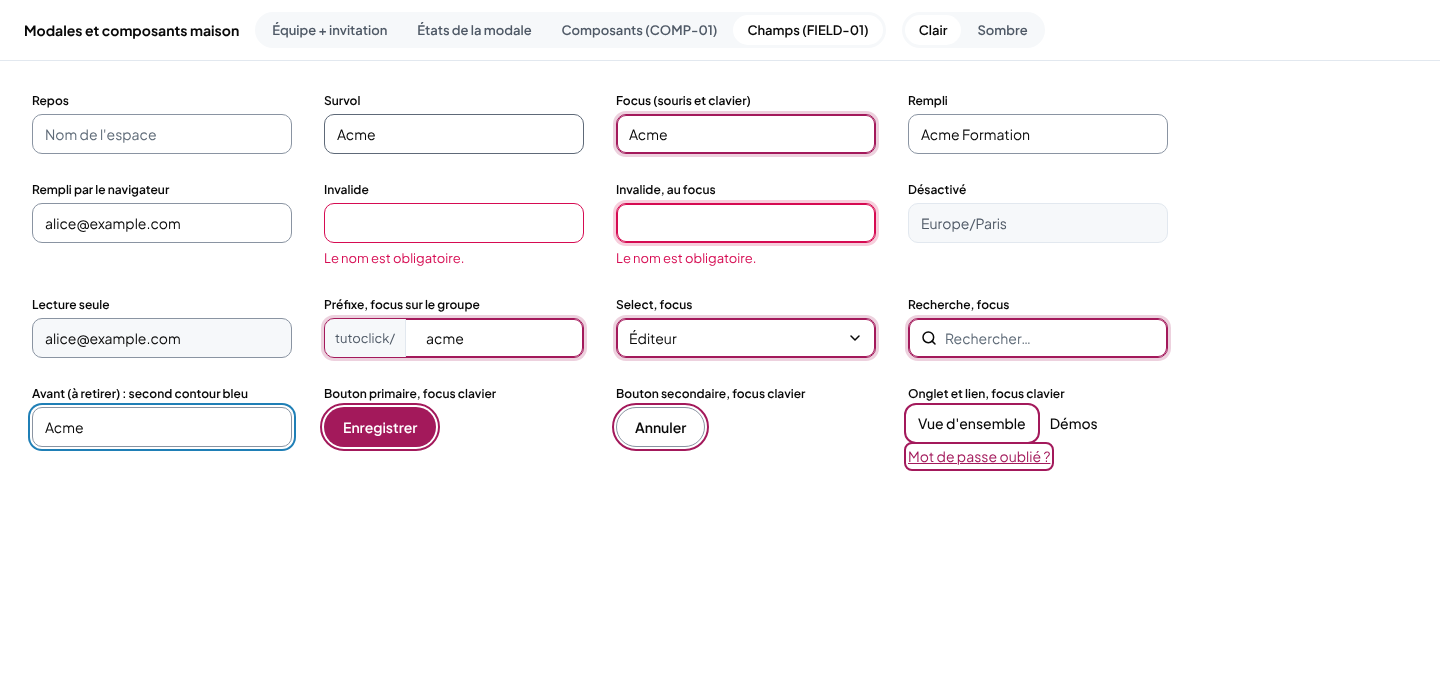 Modales et composants maison
Équipe + invitation
États de la modale
Composants (COMP-01)
Champs (FIELD-01)
Clair
Sombre
Repos
Survol
Focus (souris et clavier)
Rempli
Nom de l'espace
Acme
Acme
Acme Formation
Rempli par le navigateur
Invalide
Invalide, au focus
Désactivé
alice@example.com
Europe/Paris
Le nom est obligatoire.
Le nom est obligatoire.
Lecture seule
Préfixe, focus sur le groupe
Select, focus
Recherche, focus
alice@example.com
tutoclick/
acme
Éditeur
Rechercher…
Avant (à retirer) : second contour bleu
Bouton primaire, focus clavier
Bouton secondaire, focus clavier
Onglet et lien, focus clavier
Acme
Enregistrer
Annuler
Vue d'ensemble
Démos
Mot de passe oublié ?